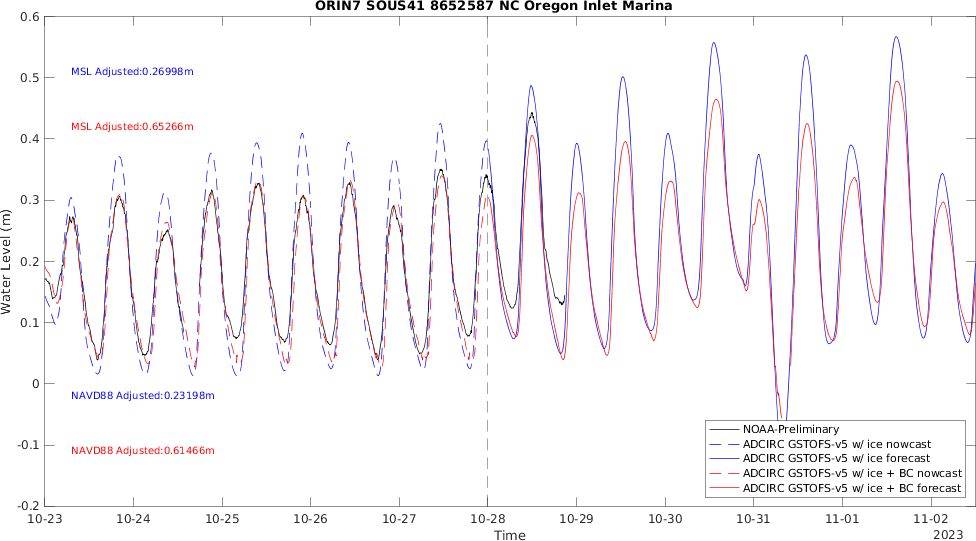 ORIN7 SOUS41 8652587 NC Oregon Inlet Marina
0.6
0.5
0.4
0.3
0.2
0.1
0
-0.1
-0.2
Water Level (m)
MSL Adjusted:0.26998m
MSL Adjusted:0.65266m
NAVD88 Adjusted:0.23198m
NAVD88 Adjusted:0.61466m
NOAA-Preliminary
ADCIRC GSTOFS-v5 w/ ice nowcast
ADCIRC GSTOFS-v5 w/ ice forecast
ADCIRC GSTOFS-v5 w/ ice + BC nowcast
ADCIRC GSTOFS-v5 w/ ice + BC forecast
10-23 10-24 10-25 10-26 10-27 10-28 10-29 10-30 10-31 11-01 11-02
Time
2023